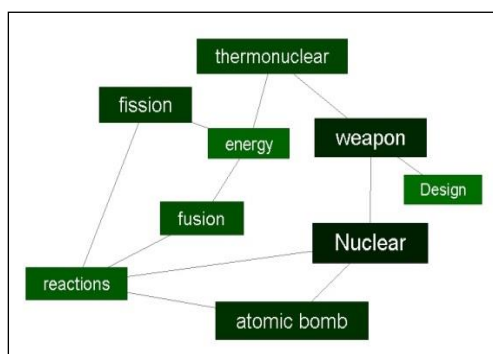 thermonuclear
fission
energy
weapon
Design
fusion
Nuclear
reactions
atomic bomb